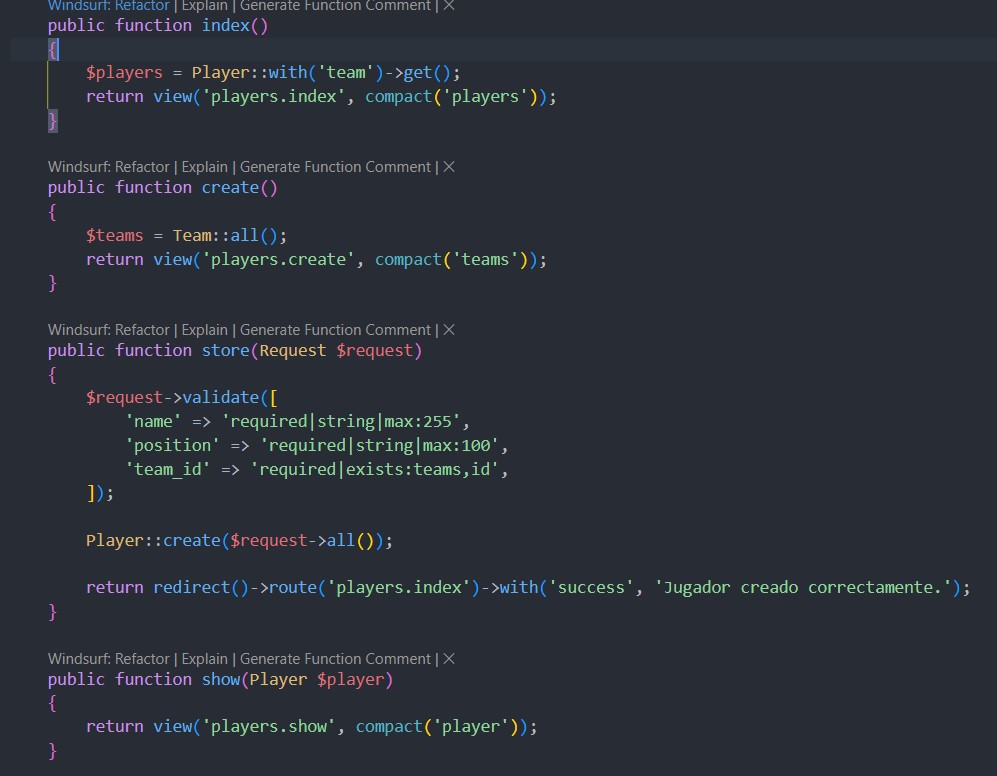 Windsurf: Refactor | Explain | Generate Function Comment | ×
public function index()
{
    $players = Player::with('team')->get();
    return view('players.index', compact('players'));
}
Windsurf: Refactor | Explain | Generate Function Comment | ×
public function create()
{
    $teams = Team::all();
    return view('players.create', compact('teams'));
}
Windsurf: Refactor | Explain | Generate Function Comment | ×
public function store(Request $request)
{
    $request->validate([
        'name' => 'required|string|max:255',
        'position' => 'required|string|max:100',
        'team_id' => 'required|exists:teams,id',
    ]);
    Player::create($request->all());
    return redirect()->route('players.index')->with('success', 'Jugador creado correctamente.');
}
Windsurf: Refactor | Explain | Generate Function Comment | ×
public function show(Player $player)
{
    return view('players.show', compact('player'));
}